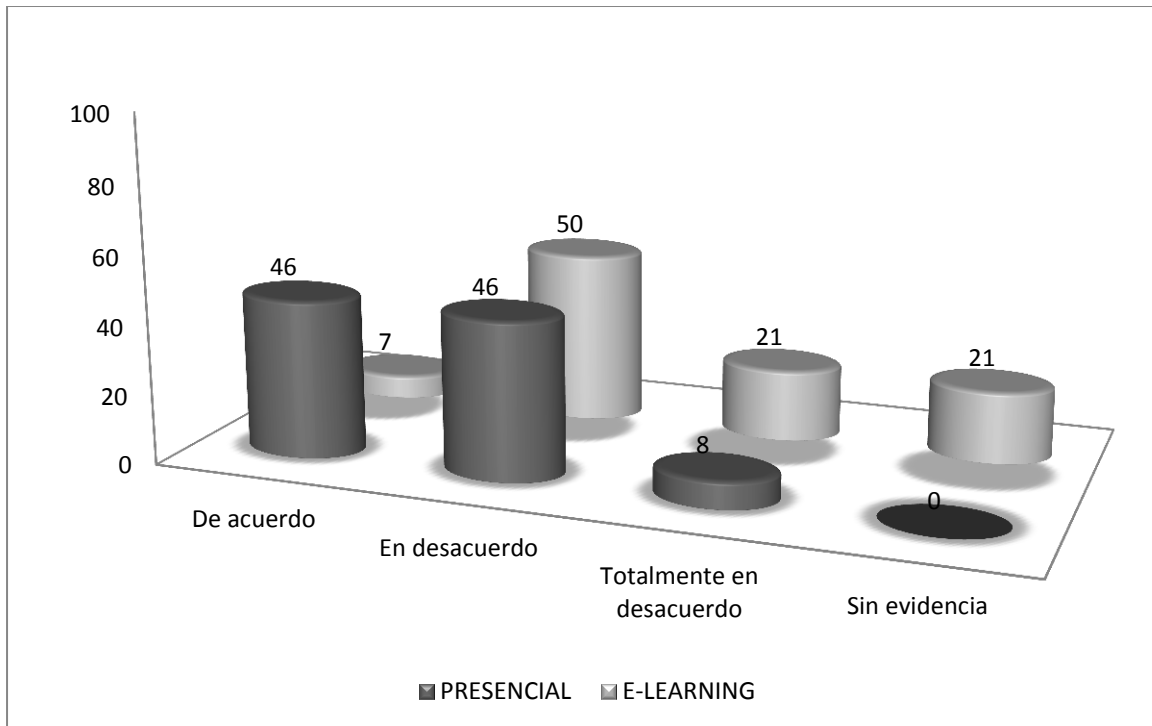 100
80
60
40
20
0
46
7
46
50
8
21
0
21
De acuerdo
En desacuerdo
Totalmente en
desacuerdo
Sin evidencia
PRESENCIAL
E-LEARNING